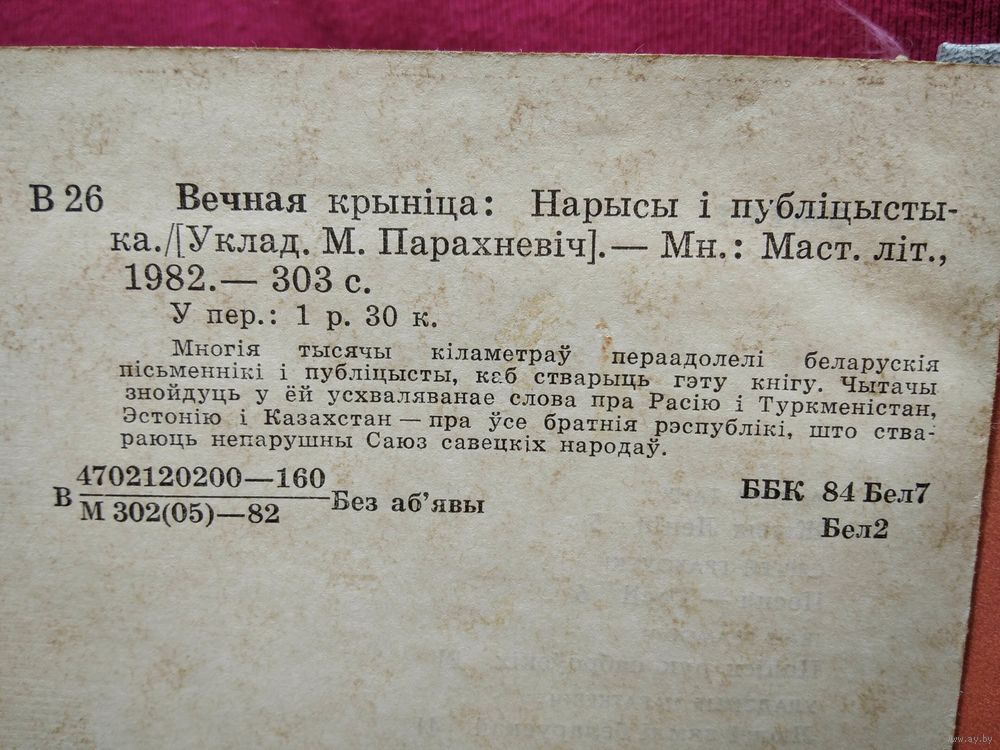 В 26 Вечная крыніца: Нарысы і публіцысты-
ка./[Уклад. М. Парахневіч].— Мн.: Маст. літ.,
1982.— 303 с.
У пер.: 1 р. 30 к.
Многія тысячы кіламетраў пераадолелі беларускія
пісьменнікі і публіцысты, каб стварыць гэту кнігу. Чытачы
знойдуць у ёй усхваляванае слова пра Расію і Туркменістан,
Эстонію і Казахстан — пра ўсе братнія рэспублікі, што ства-
раюць непарушны Саюз савецкіх народаў.
4702120200—160
В М 302(05)—82 Без аб’явы
ББК 84 Бел7
Бел2
www.ay.by